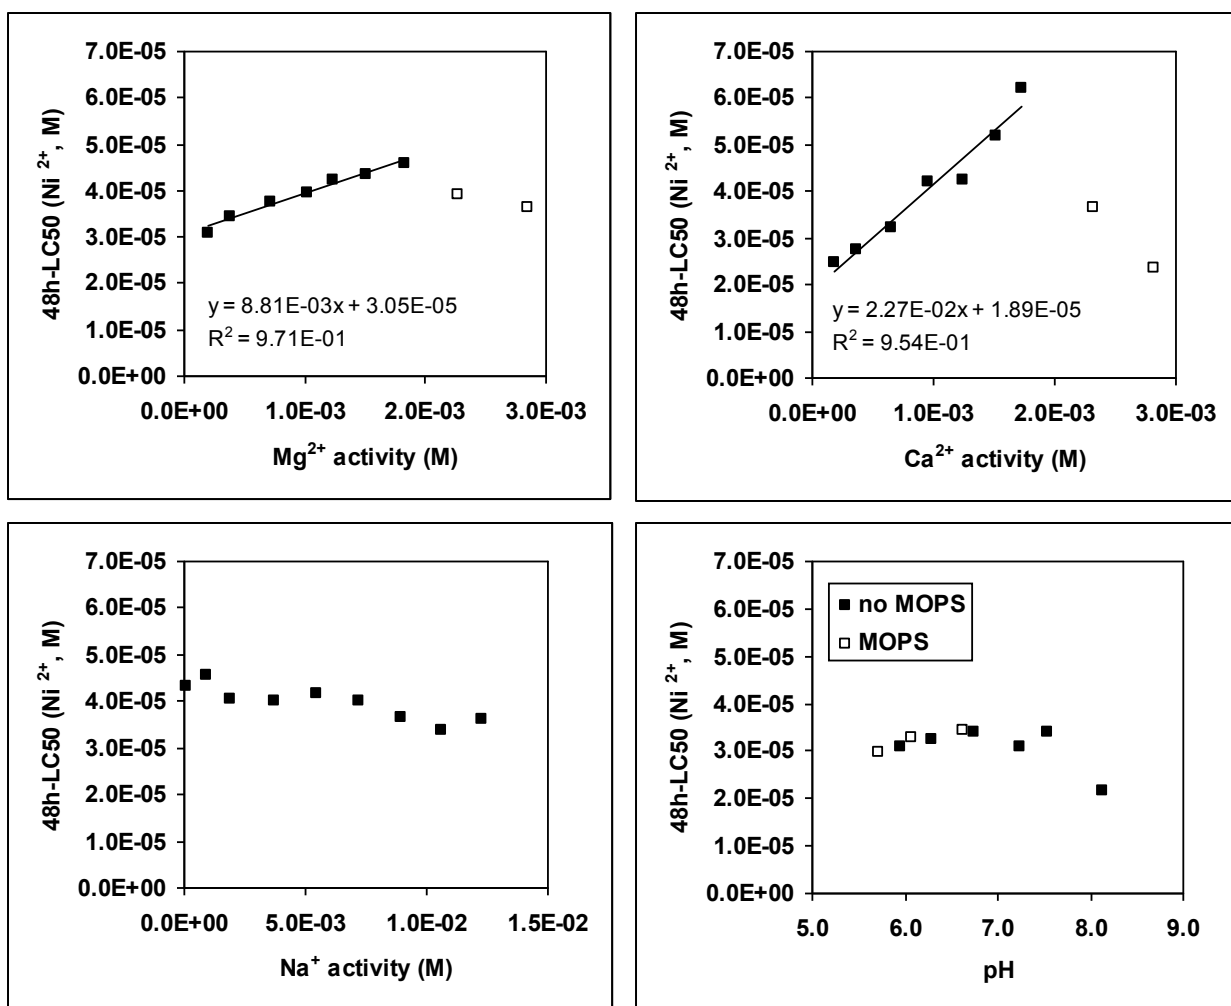 7.0E-05
6.0E-05
5.0E-05
4.0E-05
3.0E-05
2.0E-05
1.0E-05
0.0E+00
48h-LC50 (Ni 2+, M)
y = 8.81E-03x + 3.05E-05
R2 = 9.71E-01
0.0E+00 1.0E-03 2.0E-03 3.0E-03
Mg2+ activity (M)
7.0E-05
6.0E-05
5.0E-05
4.0E-05
3.0E-05
2.0E-05
1.0E-05
0.0E+00
48h-LC50 (Ni 2+, M)
y = 2.27E-02x + 1.89E-05
R2 = 9.54E-01
0.0E+00 1.0E-03 2.0E-03 3.0E-03
Ca2+ activity (M)
7.0E-05
6.0E-05
5.0E-05
4.0E-05
3.0E-05
2.0E-05
1.0E-05
0.0E+00
48h-LC50 (Ni 2+, M)
0.0E+00 5.0E-03 1.0E-02 1.5E-02
Na+ activity (M)
7.0E-05
6.0E-05
5.0E-05
4.0E-05
3.0E-05
2.0E-05
1.0E-05
0.0E+00
48h-LC50 (Ni 2+, M)
no MOPS
MOPS
5.0 6.0 7.0 8.0 9.0
pH